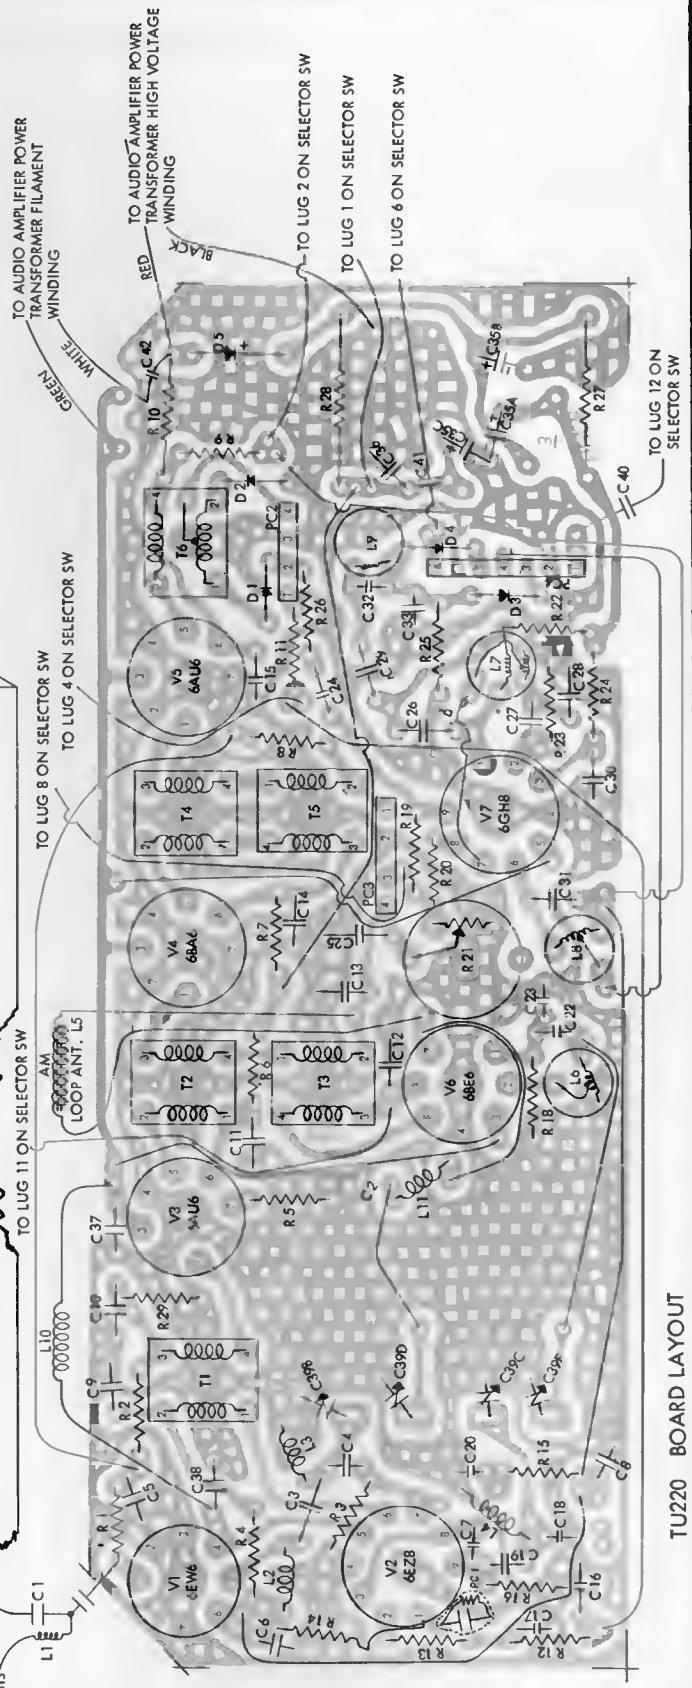 TO AUDIO AMPLIFIER POWER
TRANSFORMER FILAMENT
WINDING
GREEN
WHITE
TO AUDIO AMPLIFIER POWER
TRANSFORMER HIGH VOLTAGE
WINDING
RED
BLACK
TO LUG 2 ON SELECTOR SW
TO LUG 1 ON SELECTOR SW
TO LUG 6 ON SELECTOR SW
TO LUG 12 ON
SELECTOR SW
TO LUG 8 ON SELECTOR SW
TO LUG 4 ON SELECTOR SW
TO LUG 11 ON SELECTOR SW
AM
LOOP ANT. L5
C1
L1
R1
C5
C9
R2
C10
L10
C37
R29
C38
T1
V1
6EW6
R4
L2
C6
R14
C3
L3
C4
R3
C39B
C39D
C39C
V2
6EZ8
R13
PC1
C7
C20
C19
R16
C17
R12
C18
C16
R15
C8
V3
6AU6
R5
C2
L11
C11
R6
T2
T3
C12
V6
6BE6
R18
L6
C22
C23
L8
C31
R21
C13
C25
C14
R7
V4
6BA6
T4
T5
PC3
R19
R20
V7
6GH8
C30
R24
C28
R23
C27
L7
R22
D3
C26
R25
C33
C29
C24
R26
R11
C15
V5
6AU6
D1
PC2
D2
T6
R10
C42
D5
R28
L9
C32
D4
C41
C35C
C35A
C35B
R27
C40
TU220 BOARD LAYOUT